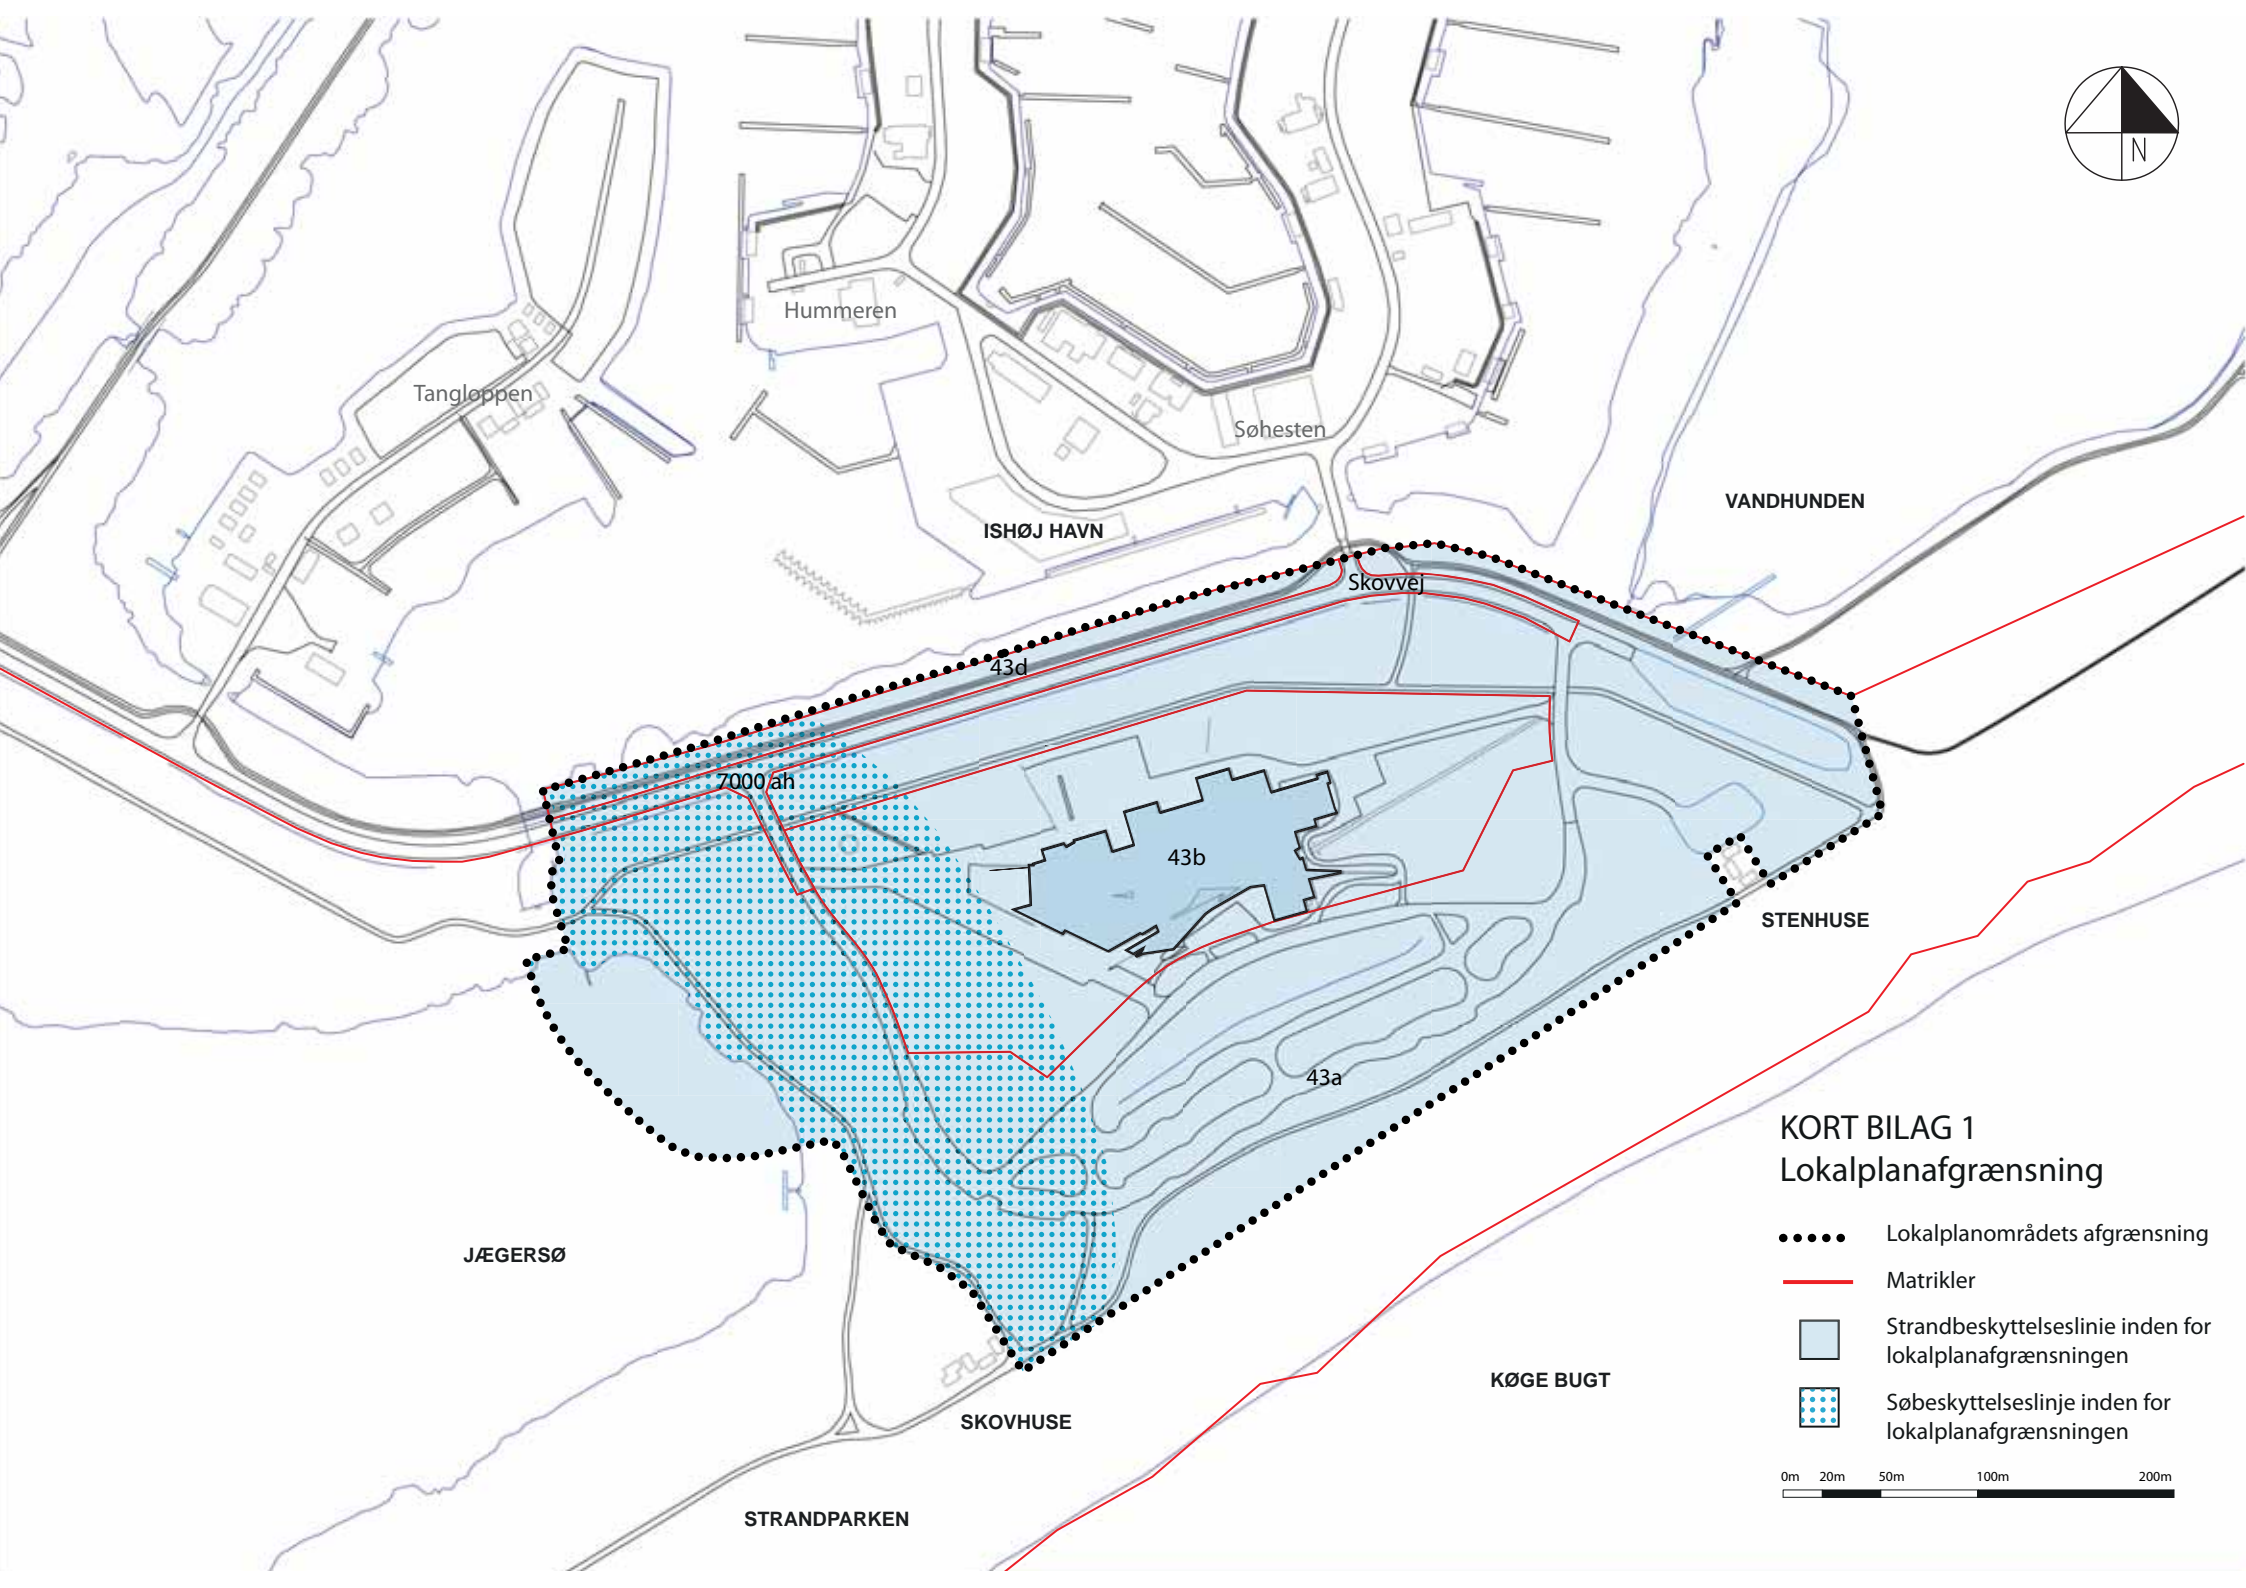 N
Hummeren
Tangloppen
Søhesten
VANDHUNDEN
ISHØJ HAVN
Skovvej
43d
7000 ah
43b
STENHUSE
43a
JÆGERSØ
KØGE BUGT
SKOVHUSE
STRANDPARKEN
KORT BILAG 1
Lokalplanafgrænsning
Lokalplanområdets afgrænsning
Matrikler
Strandbeskyttelseslinie inden for
lokalplanafgrænsningen
Søbeskyttelseslinje inden for
lokalplanafgrænsningen
0m 20m 50m 100m 200m